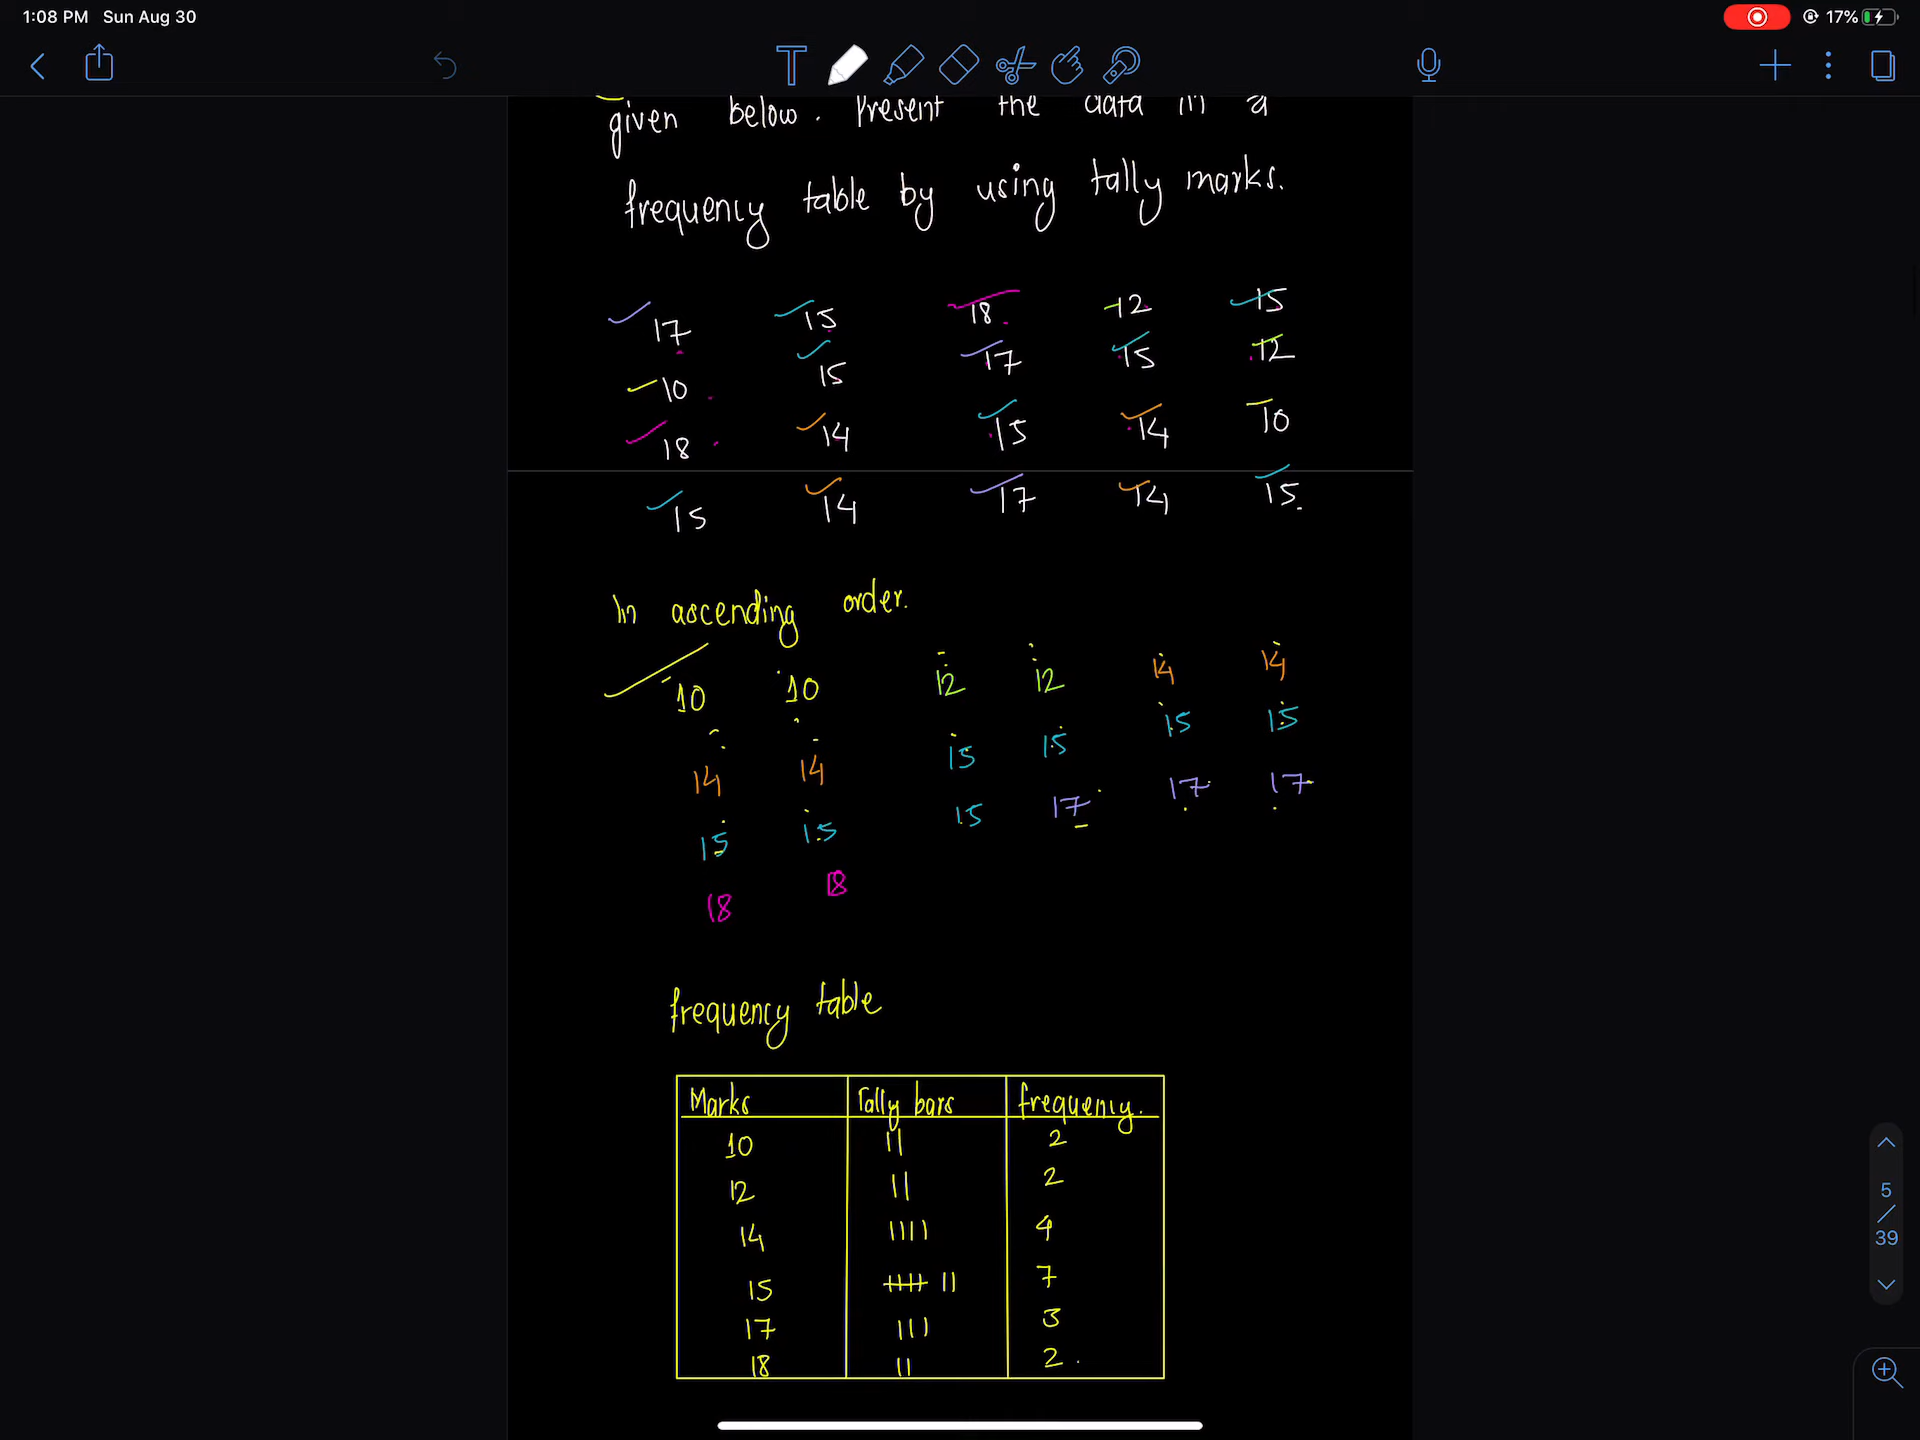 1:08 PM Sun Aug 30
17%
given below. Present the data in a
frequency table by using tally marks.
17 15 18 12 15
10 15 17 15 12
18 14 15 14 10
15 14 17 14 15.
In ascending order.
10 10 12 12 14 14
14 14 15 15 15 15
15 15 15 17 17 17
18 18
frequency table
Marks Tally bars frequency.
10 || 2
12 || 2
14 |||| 4
15 |||| || 7
17 ||| 3
18 || 2.
5
/
39